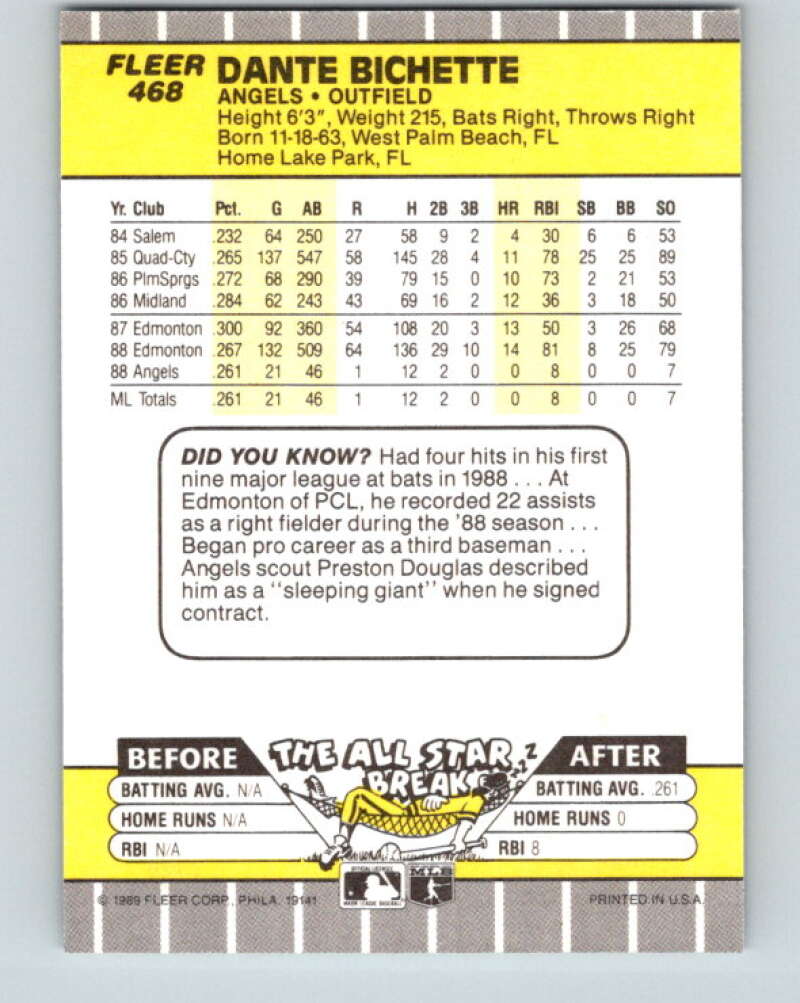 FLEER 468 DANTE BICHETTE
ANGELS • OUTFIELD
Height 6'3", Weight 215, Bats Right, Throws Right
Born 11-18-63, West Palm Beach, FL
Home Lake Park, FL
Yr. Club Pct. G AB R H 2B 3B HR RBI SB BB SO
84 Salem .232 64 250 27 58 9 2 4 30 6 6 53
85 Quad-Cty .265 137 547 58 145 28 4 11 78 25 25 89
86 PlmSprgs .272 68 290 39 79 15 0 10 73 2 21 53
86 Midland .284 62 243 43 69 16 2 12 36 3 18 50
87 Edmonton .300 92 360 54 108 20 3 13 50 3 26 68
88 Edmonton .267 132 509 64 136 29 10 14 81 8 25 79
88 Angels .261 21 46 1 12 2 0 0 8 0 0 7
ML Totals .261 21 46 1 12 2 0 0 8 0 0 7
DID YOU KNOW? Had four hits in his first
nine major league at bats in 1988 . . . At
Edmonton of PCL, he recorded 22 assists
as a right fielder during the '88 season . . .
Began pro career as a third baseman . . .
Angels scout Preston Douglas described
him as a "sleeping giant" when he signed
contract.
BEFORE THE ALL STAR BREAK ZZZ AFTER
BATTING AVG. N/A BATTING AVG. .261
HOME RUNS N/A HOME RUNS 0
RBI N/A RBI 8
OFFICIAL LICENSEE
MAJOR LEAGUE BASEBALL
MLB
© 1989 FLEER CORP., PHILA. 19141 PRINTED IN U.S.A.